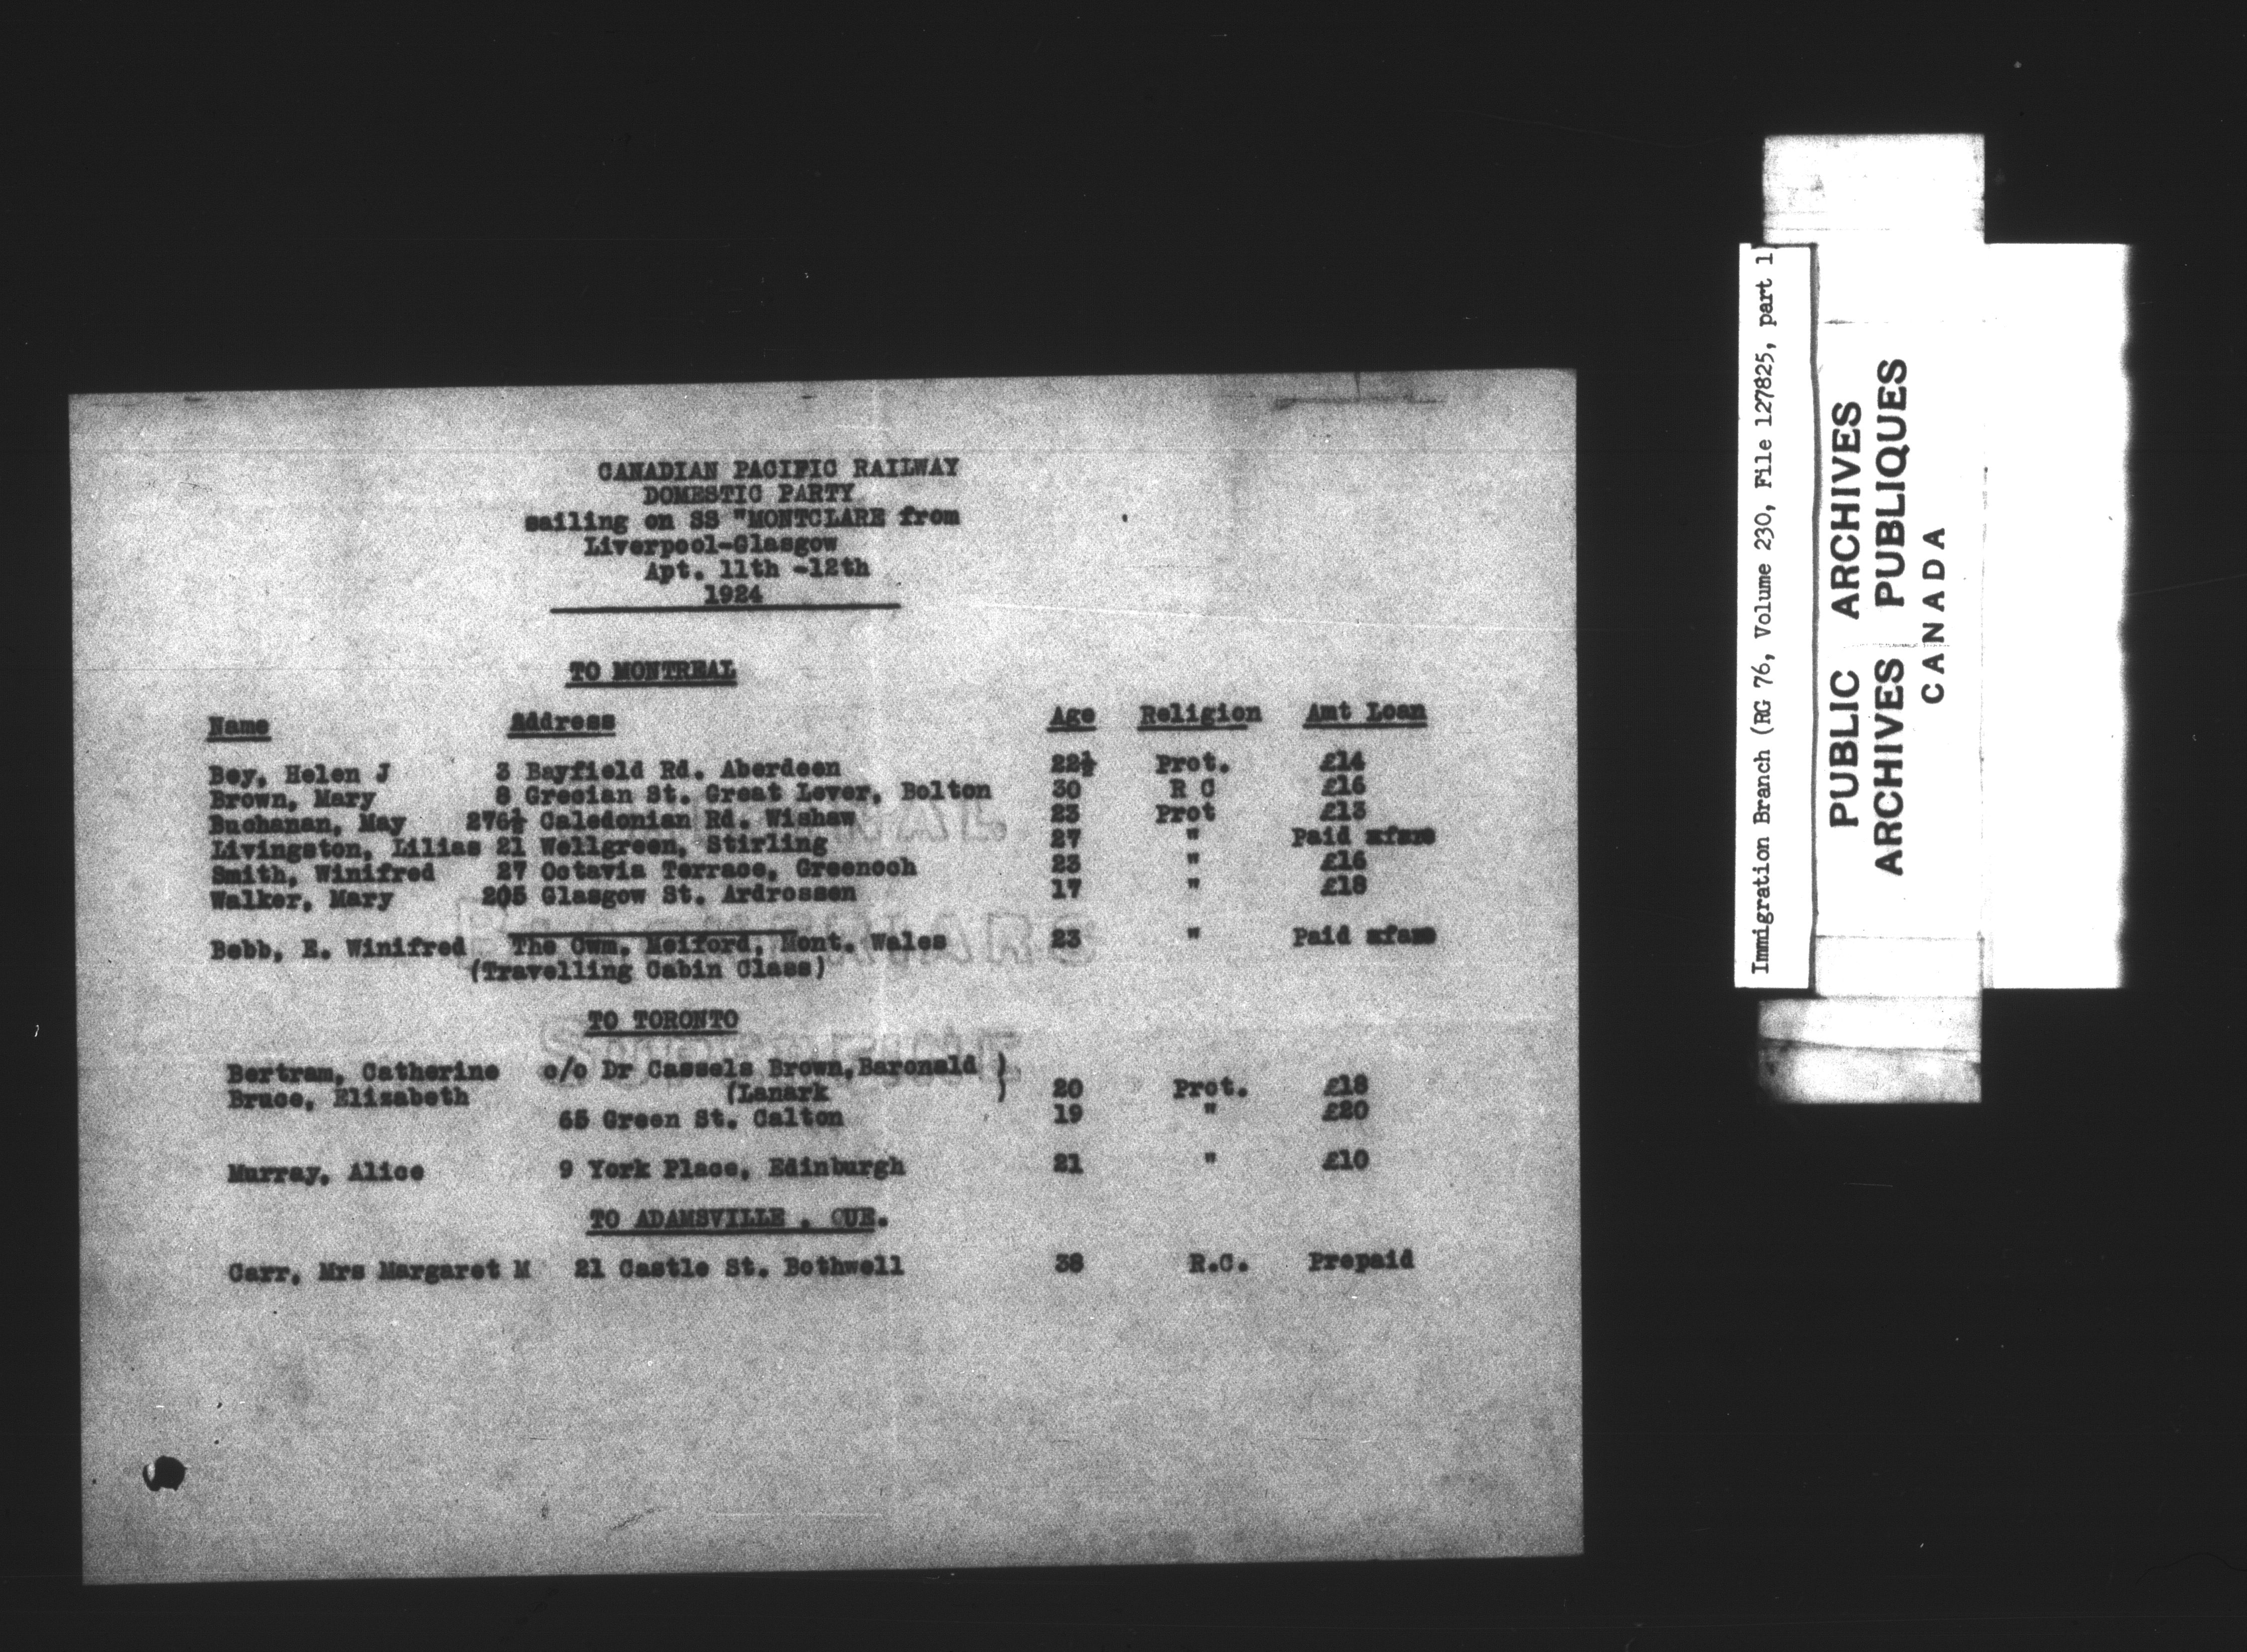 CANADIAN PACIFIC RAILWAY
DOMESTIC PARTY
sailing on SS "MONTCLARE from
Liverpool-Glasgow
Apt. 11th -12th
1924
TO MONTREAL
Name Address Age Religion Amt Loan
Bey, Helen J 3 Bayfield Rd. Aberdeen 22½ Prot. £14
Brown, Mary 8 Grecian St. Great Lever, Bolton 30 R C £16
Buchanan, May 276½ Caledonian Rd. Wishaw 23 Prot £13
Livingston, Lilias 21 Wellgreen, Stirling 27 " Paid
Smith, Winifred 27 Octavia Terrace, Greenoch 23 " £16
Walker, Mary 205 Glasgow St. Ardrossen 17 " £18
Bebb, E. Winifred The Cwm, Meiford, Mont. Wales 23 " Paid
(Travelling Cabin Class)
TO TORONTO
Bertram, Catherine c/o Dr Cassels Brown, Baronald )
Bruce, Elizabeth (Lanark ) 20 Prot. £18
65 Green St. Calton 19 " £20
Murray, Alice 9 York Place, Edinburgh 21 " £10
TO ADAMSVILLE . QUE.
Carr, Mrs Margaret M 21 Castle St. Bothwell 38 R.C. Prepaid
Immigration Branch (RG 76, Volume 230, File 127825, part 1
PUBLIC ARCHIVES
ARCHIVES PUBLIQUES
CANADA